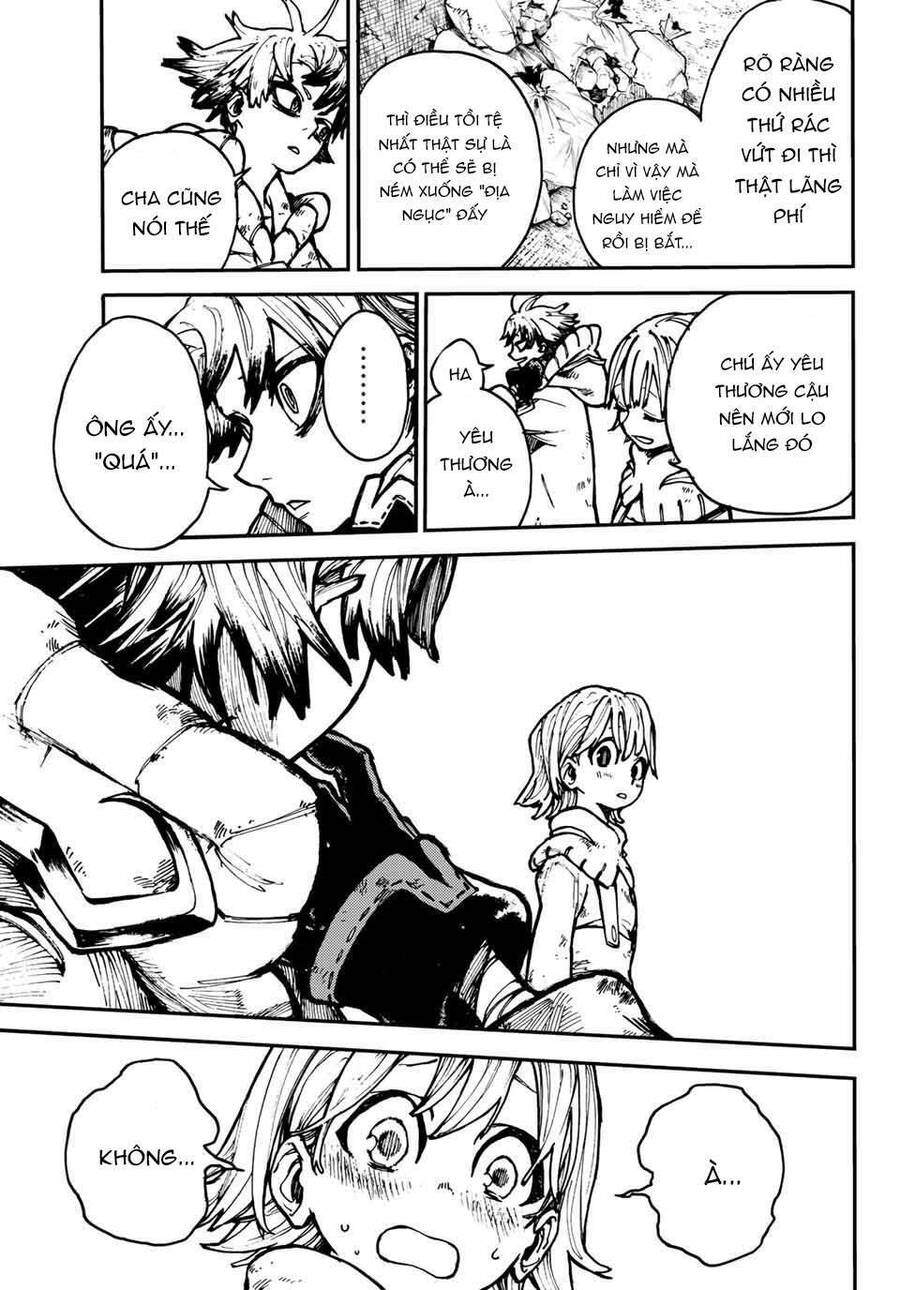 RÕ RÀNG
CÓ NHIỀU
THỨ RÁC
VỨT ĐI THÌ
THẬT LÃNG
PHÍ
NHƯNG MÀ
CHỈ VÌ VẬY MÀ
LÀM VIỆC
NGUY HIỂM ĐỂ
RỒI BỊ BẮT...
THÌ ĐIỀU TỒI TỆ
NHẤT THẬT SỰ LÀ
CÓ THỂ SẼ BỊ
NÉM XUỐNG "ĐỊA
NGỤC" ĐẤY
CHA CŨNG
NÓI THẾ
CHÚ ẤY YÊU
THƯƠNG CẬU
NÊN MỚI LO
LẮNG ĐÓ
HA
YÊU
THƯƠNG
À...
.........
ÔNG ẤY...
"QUÁ"...
À...
KHÔNG...